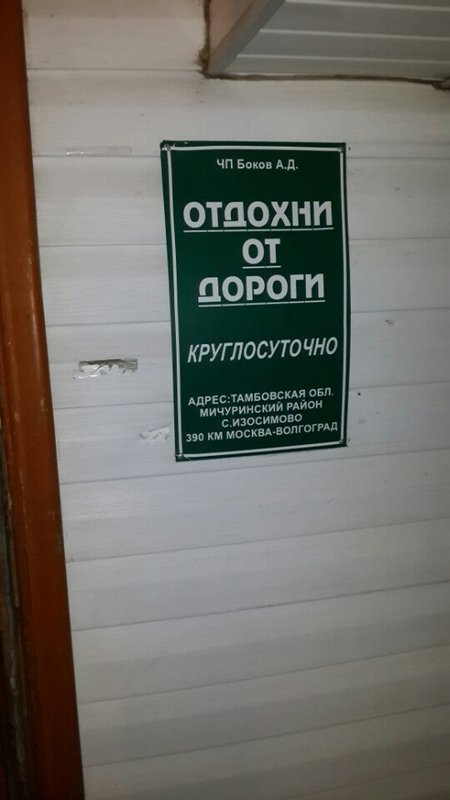 ЧП Боков А.Д.
ОТДОХНИ
ОТ
ДОРОГИ
КРУГЛОСУТОЧНО
АДРЕС:ТАМБОВСКАЯ ОБЛ.
МИЧУРИНСКИЙ РАЙОН
С.ИЗОСИМОВО
390 КМ МОСКВА-ВОЛГОГРАД